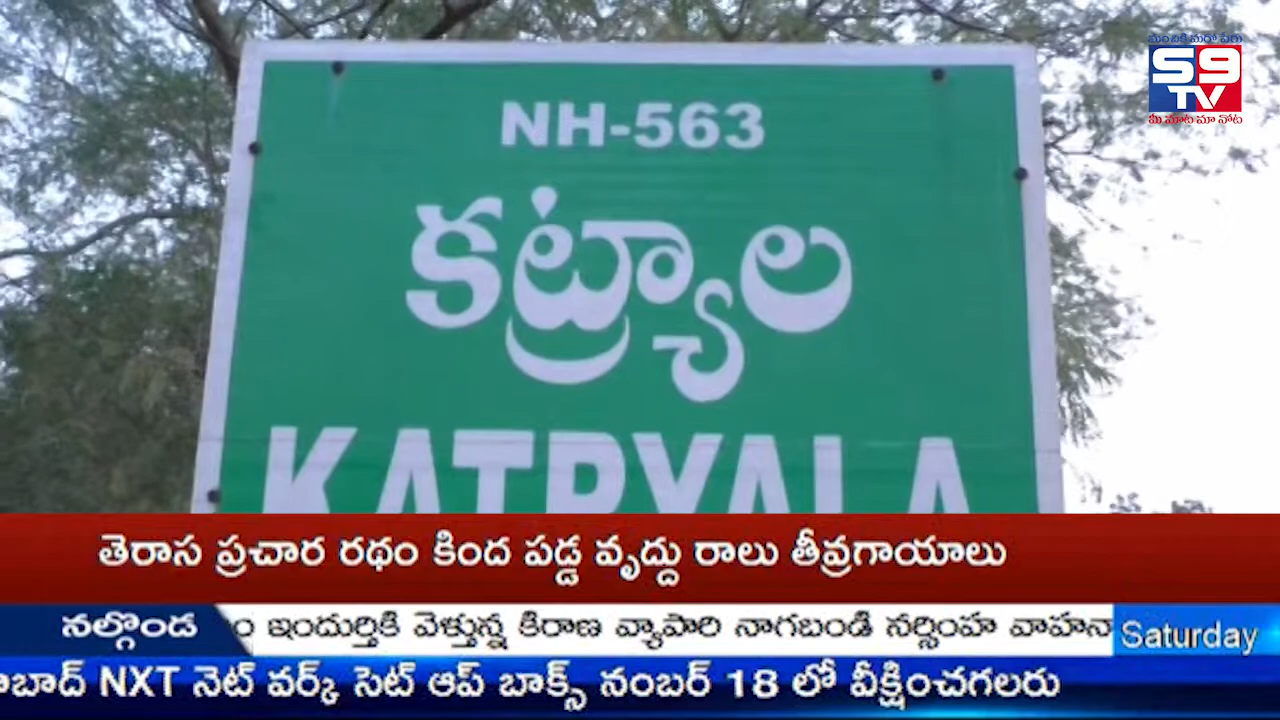 మంచికి మరో పేరు
S9
TV
మీ మాట మా నోట
NH-563
కట్ర్యాల
KATRYALA
తెరాస ప్రచార రథం కింద పడ్డ వృద్దు రాలు తీవ్రగాయాలు
నల్గొండ
ఇందుర్తికి వెళ్తున్న కిరాణ వ్యాపారి నాగబండి నర్సింహ
Saturday
NXT నెట్ వర్క్ సెట్ ఆప్ బాక్స్ నంబర్ 18 లో వీక్షించగలరు